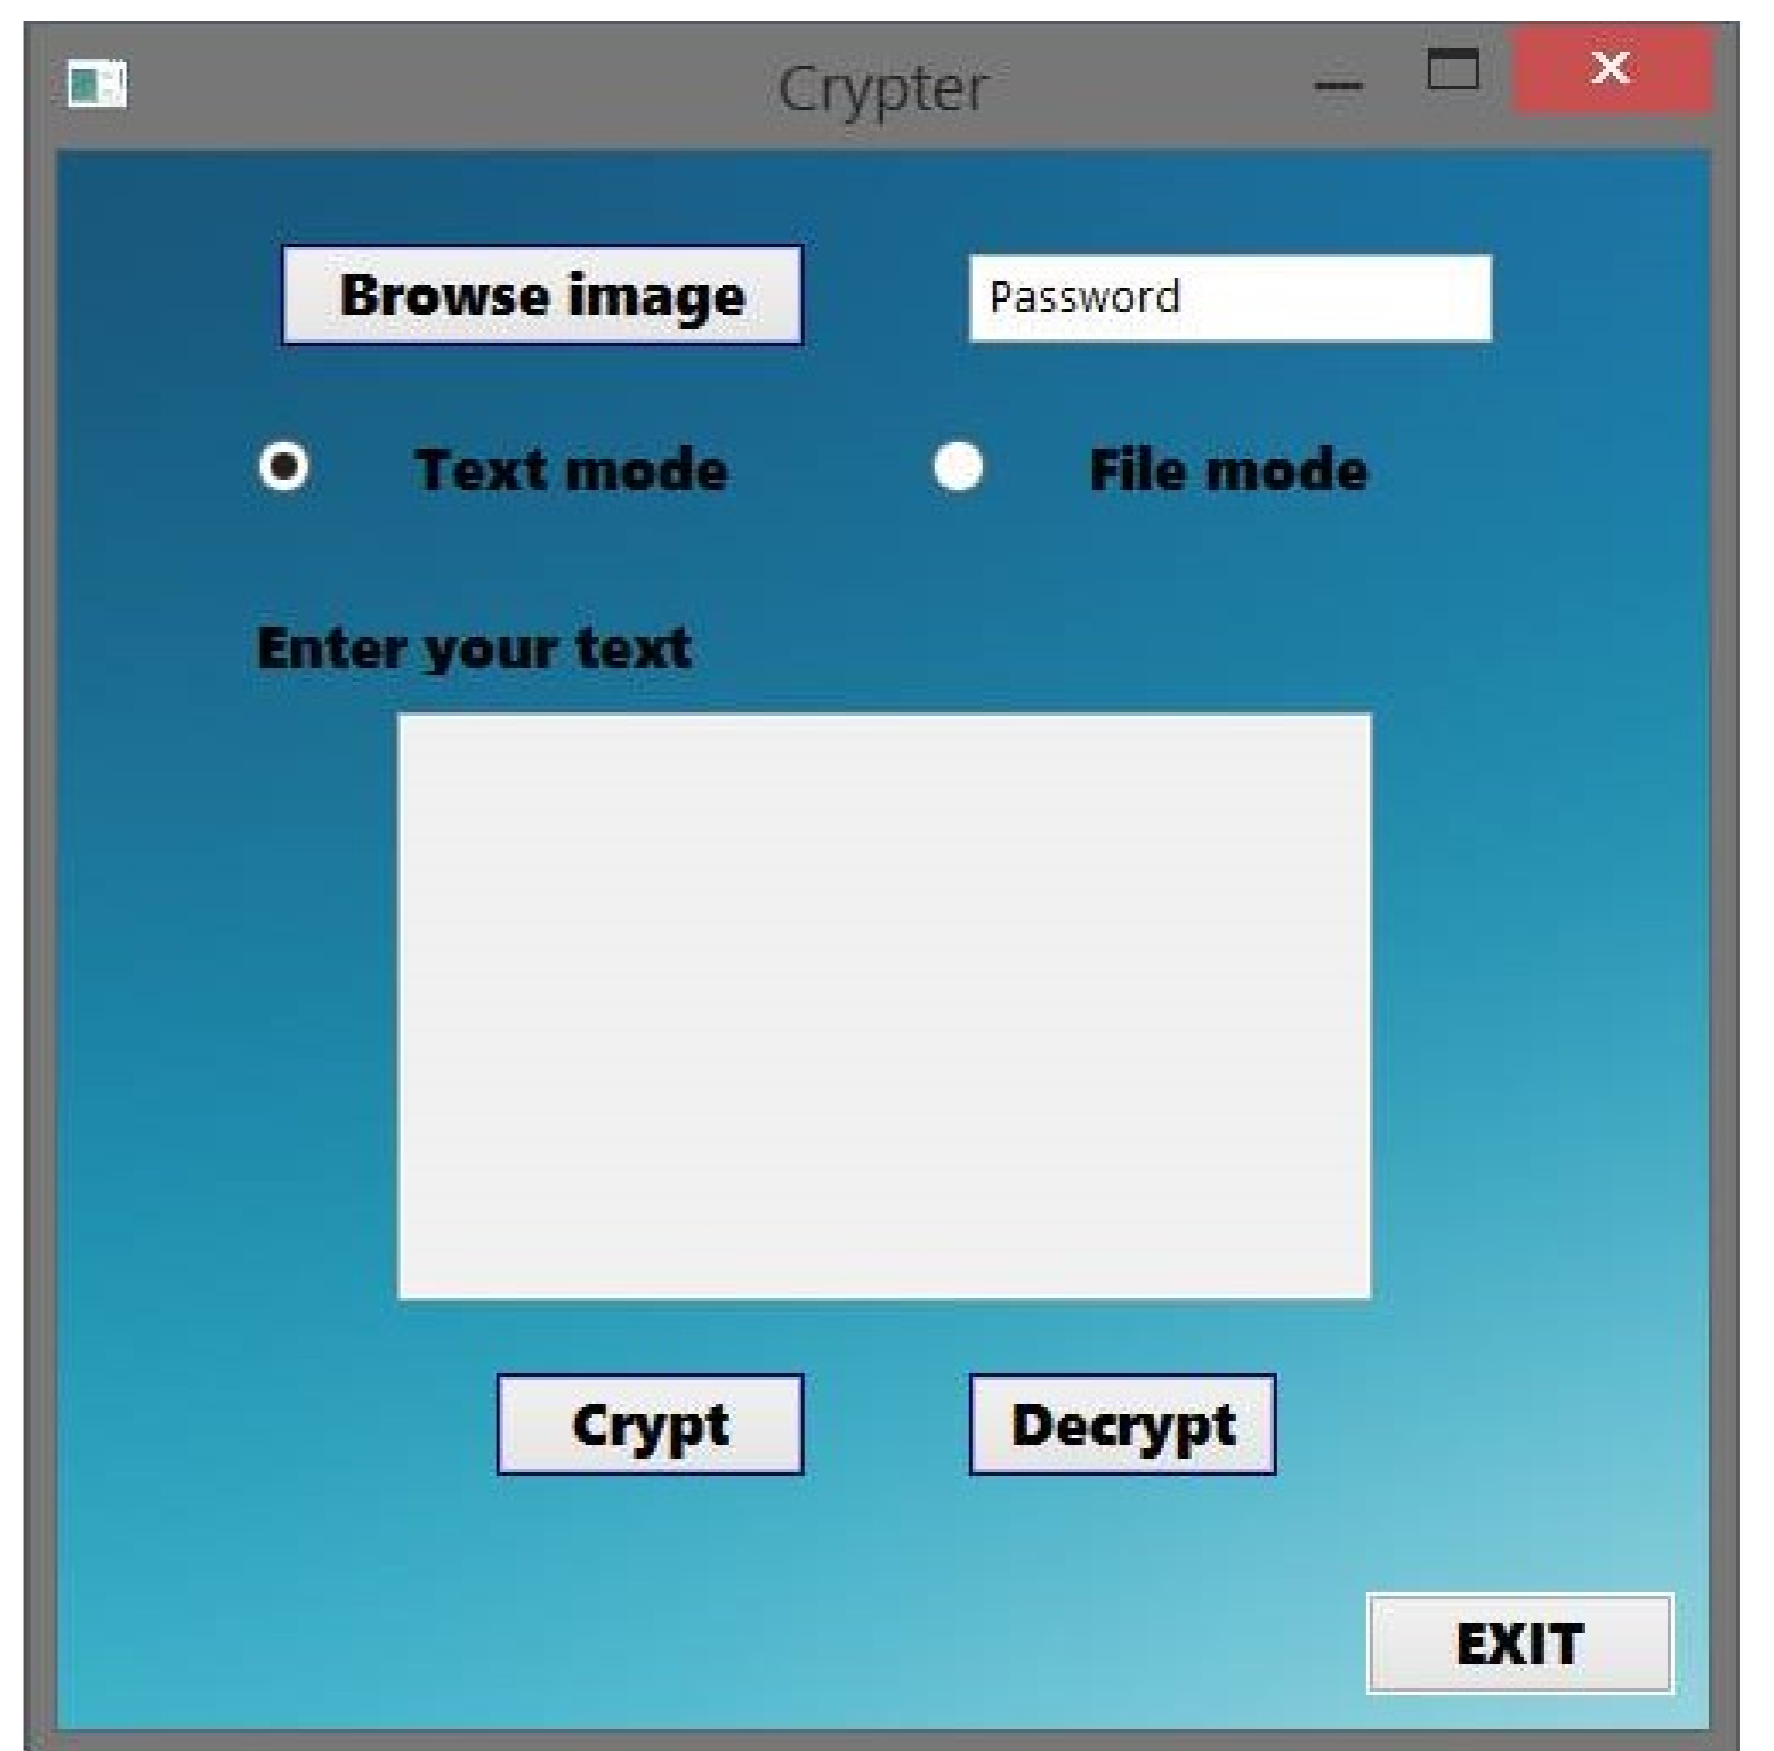 Crypter
Browse image
Password
Text mode
File mode
Enter your text
Crypt
Decrypt
EXIT